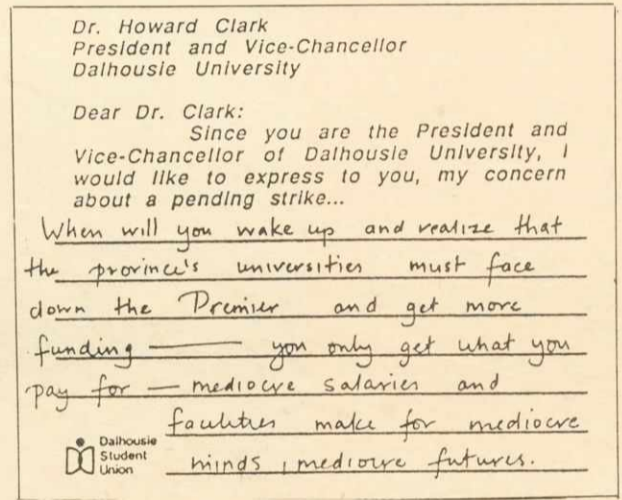 Dr. Howard Clark
President and Vice-Chancellor
Dalhousie University
Dear Dr. Clark:
Since you are the President and
Vice-Chancellor of Dalhousie University, I
would like to express to you, my concern
about a pending strike...
When will you wake up and realize that
the province's universities must face
down the Premier and get more
funding — you only get what you
pay for — mediocre salaries and
facilities make for mediocre
minds, mediocre futures.
Dalhousie
Student
Union